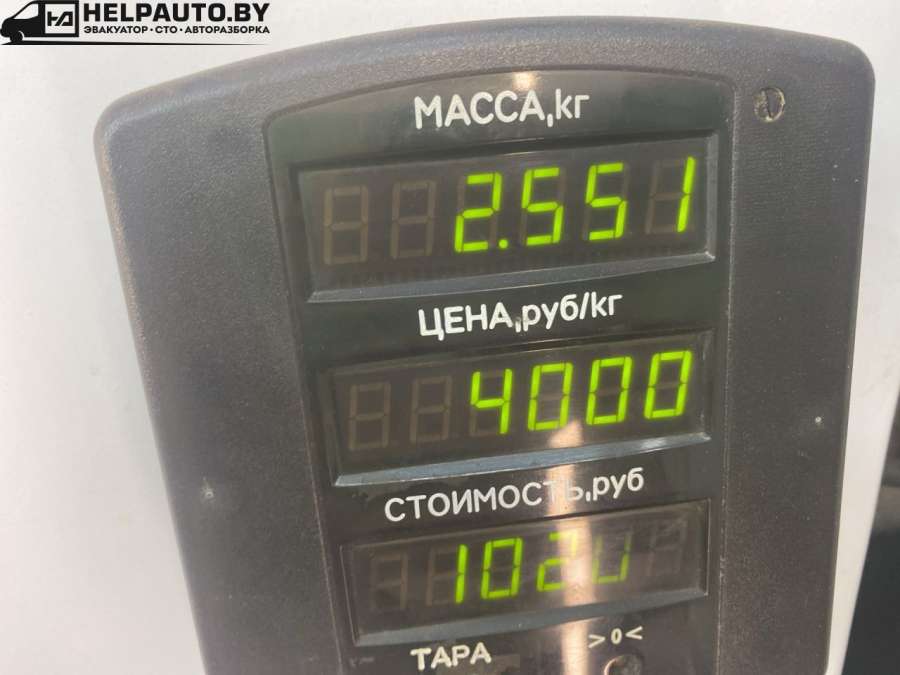 HELPAUTO.BY
ЭВАКУАТОР • СТО • АВТОРАЗБОРКА
МАССА,кг
2.551
ЦЕНА,руб/кг
4000
СТОИМОСТЬ,руб
ТАРА
>0<